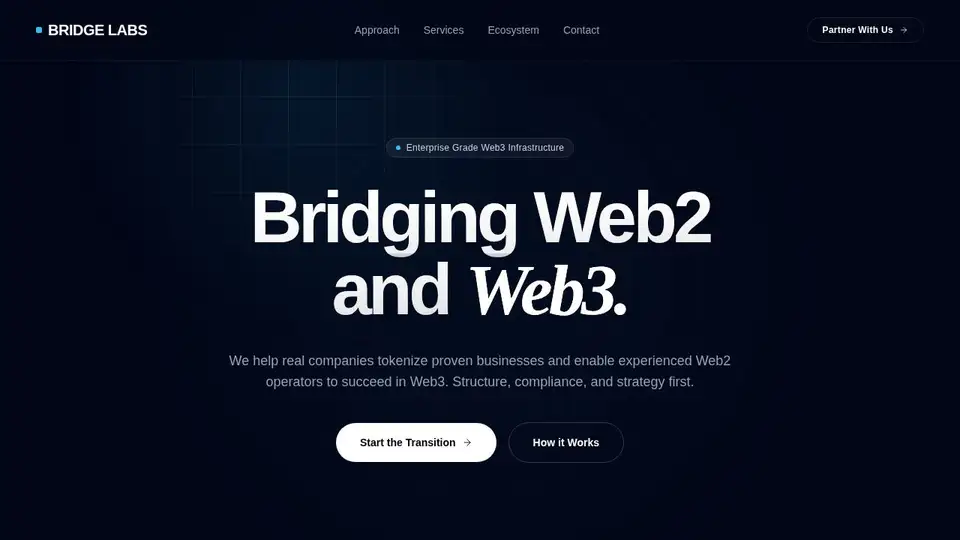 BRIDGE LABS
Approach
Services
Ecosystem
Contact
Partner With Us
Enterprise Grade Web3 Infrastructure
Bridging Web2
and Web3.
We help real companies tokenize proven businesses and enable experienced Web2
operators to succeed in Web3. Structure, compliance, and strategy first.
Start the Transition
How it Works